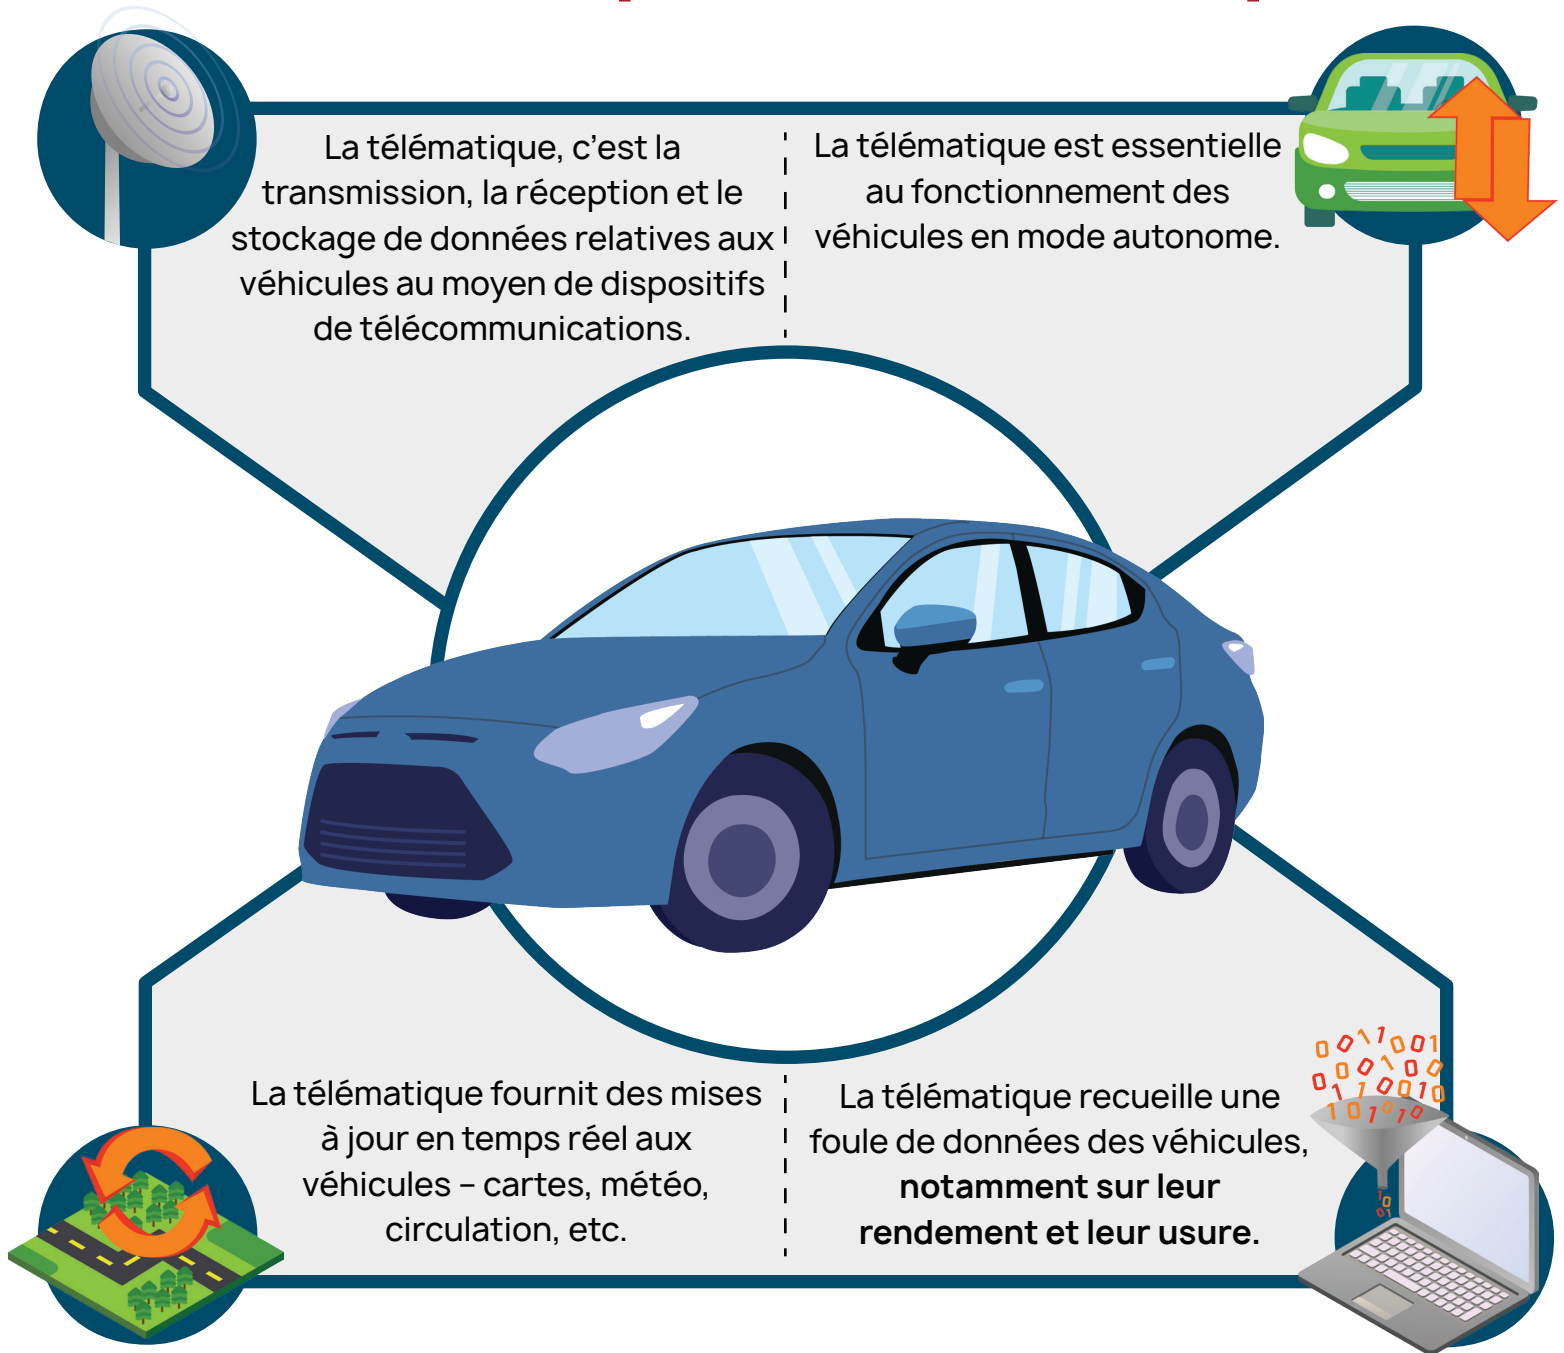 La télématique, c’est la
transmission, la réception et le
stockage de données relatives aux
véhicules au moyen de dispositifs
de télécommunications.
La télématique est essentielle
au fonctionnement des
véhicules en mode autonome.
La télématique fournit des mises
à jour en temps réel aux
véhicules – cartes, météo,
circulation, etc.
La télématique recueille une
foule de données des véhicules,
notamment sur leur
rendement et leur usure.